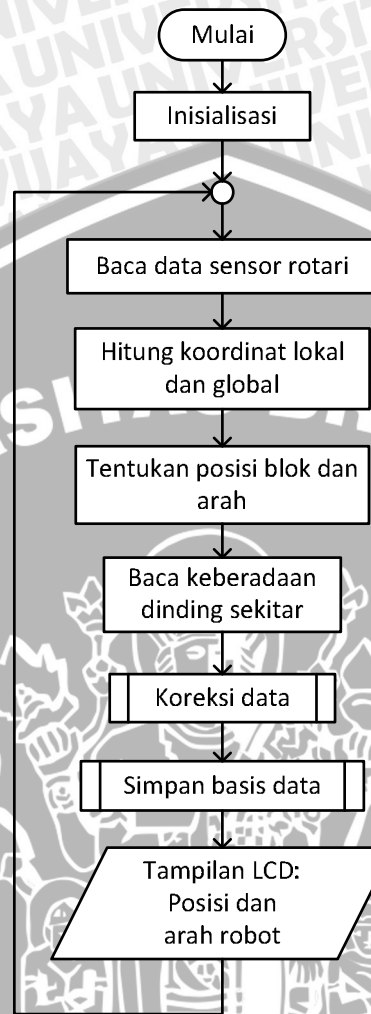 Mulai
Inisialisasi
Baca data sensor rotari
Hitung koordinat lokal
dan global
Tentukan posisi blok dan
arah
Baca keberadaan
dinding sekitar
Koreksi data
Simpan basis data
Tampilan LCD:
Posisi dan
arah robot